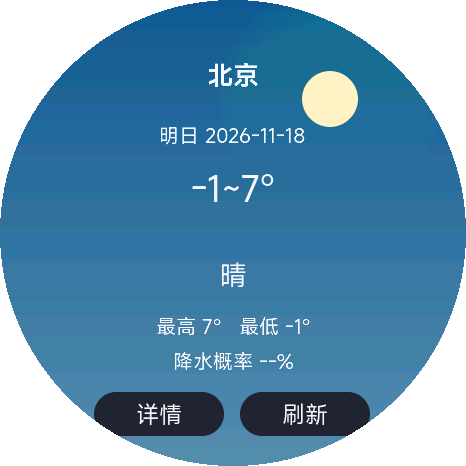 北京
明日 2026-11-18
-1~7°
晴
最高 7° 最低 -1°
降水概率 --%
详情 刷新